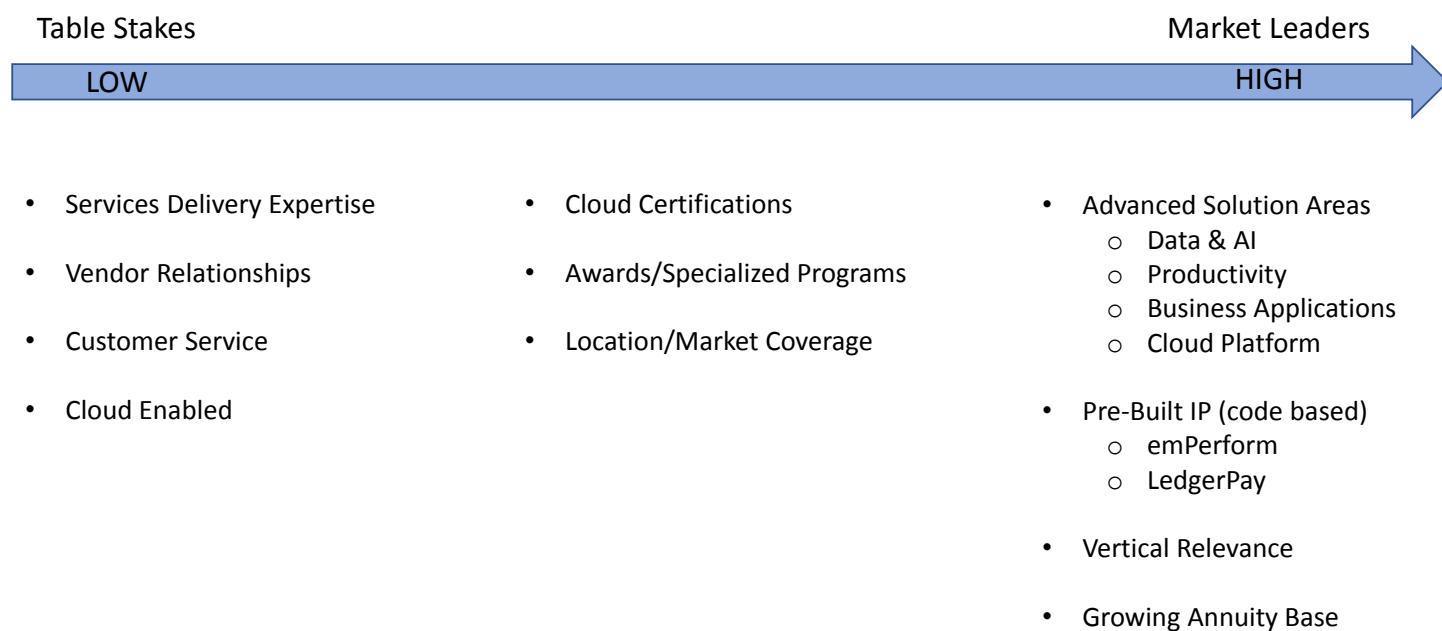 Table Stakes
Market Leaders
LOW
HIGH
• Services Delivery Expertise
• Vendor Relationships
• Customer Service
• Cloud Enabled
• Cloud Certifications
• Awards/Specialized Programs
• Location/Market Coverage
• Advanced Solution Areas
o Data & AI
o Productivity
o Business Applications
o Cloud Platform
• Pre-Built IP (code based)
o emPerform
o LedgerPay
• Vertical Relevance
• Growing Annuity Base